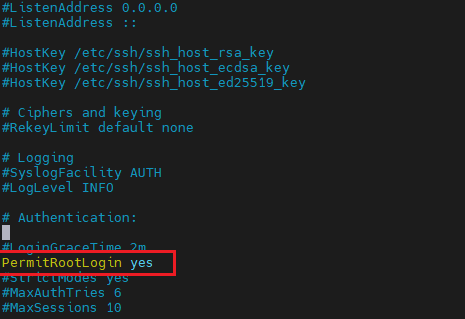 #ListenAddress 0.0.0.0
#ListenAddress ::
#HostKey /etc/ssh/ssh_host_rsa_key
#HostKey /etc/ssh/ssh_host_ecdsa_key
#HostKey /etc/ssh/ssh_host_ed25519_key
# Ciphers and keying
#RekeyLimit default none
# Logging
#SyslogFacility AUTH
#LogLevel INFO
# Authentication:
#LoginGraceTime 2m
PermitRootLogin yes
#StrictModes yes
#MaxAuthTries 6
#MaxSessions 10